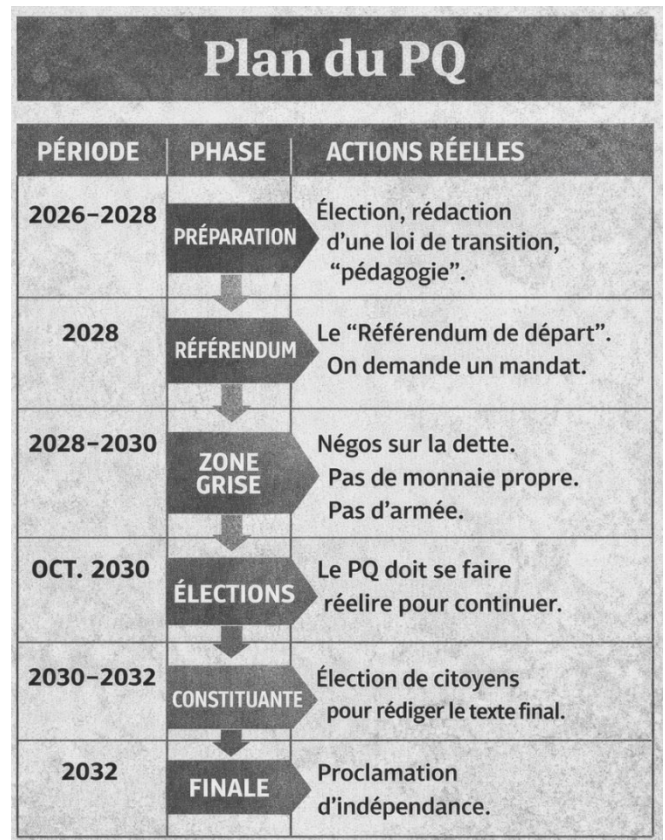 Plan du PQ
PÉRIODE PHASE ACTIONS RÉELLES
2026–2028
PRÉPARATION
Élection, rédaction
d’une loi de transition,
“pédagogie”.
2028
RÉFÉRENDUM
Le “Référendum de départ”.
On demande un mandat.
2028–2030
ZONE
GRISE
Négos sur la dette.
Pas de monnaie propre.
Pas d’armée.
OCT. 2030
ÉLECTIONS
Le PQ doit se faire
réelire pour continuer.
2030–2032
CONSTITUANTE
Élection de citoyens
pour rédiger le texte final.
2032
FINALE
Proclamation
d’indépendance.